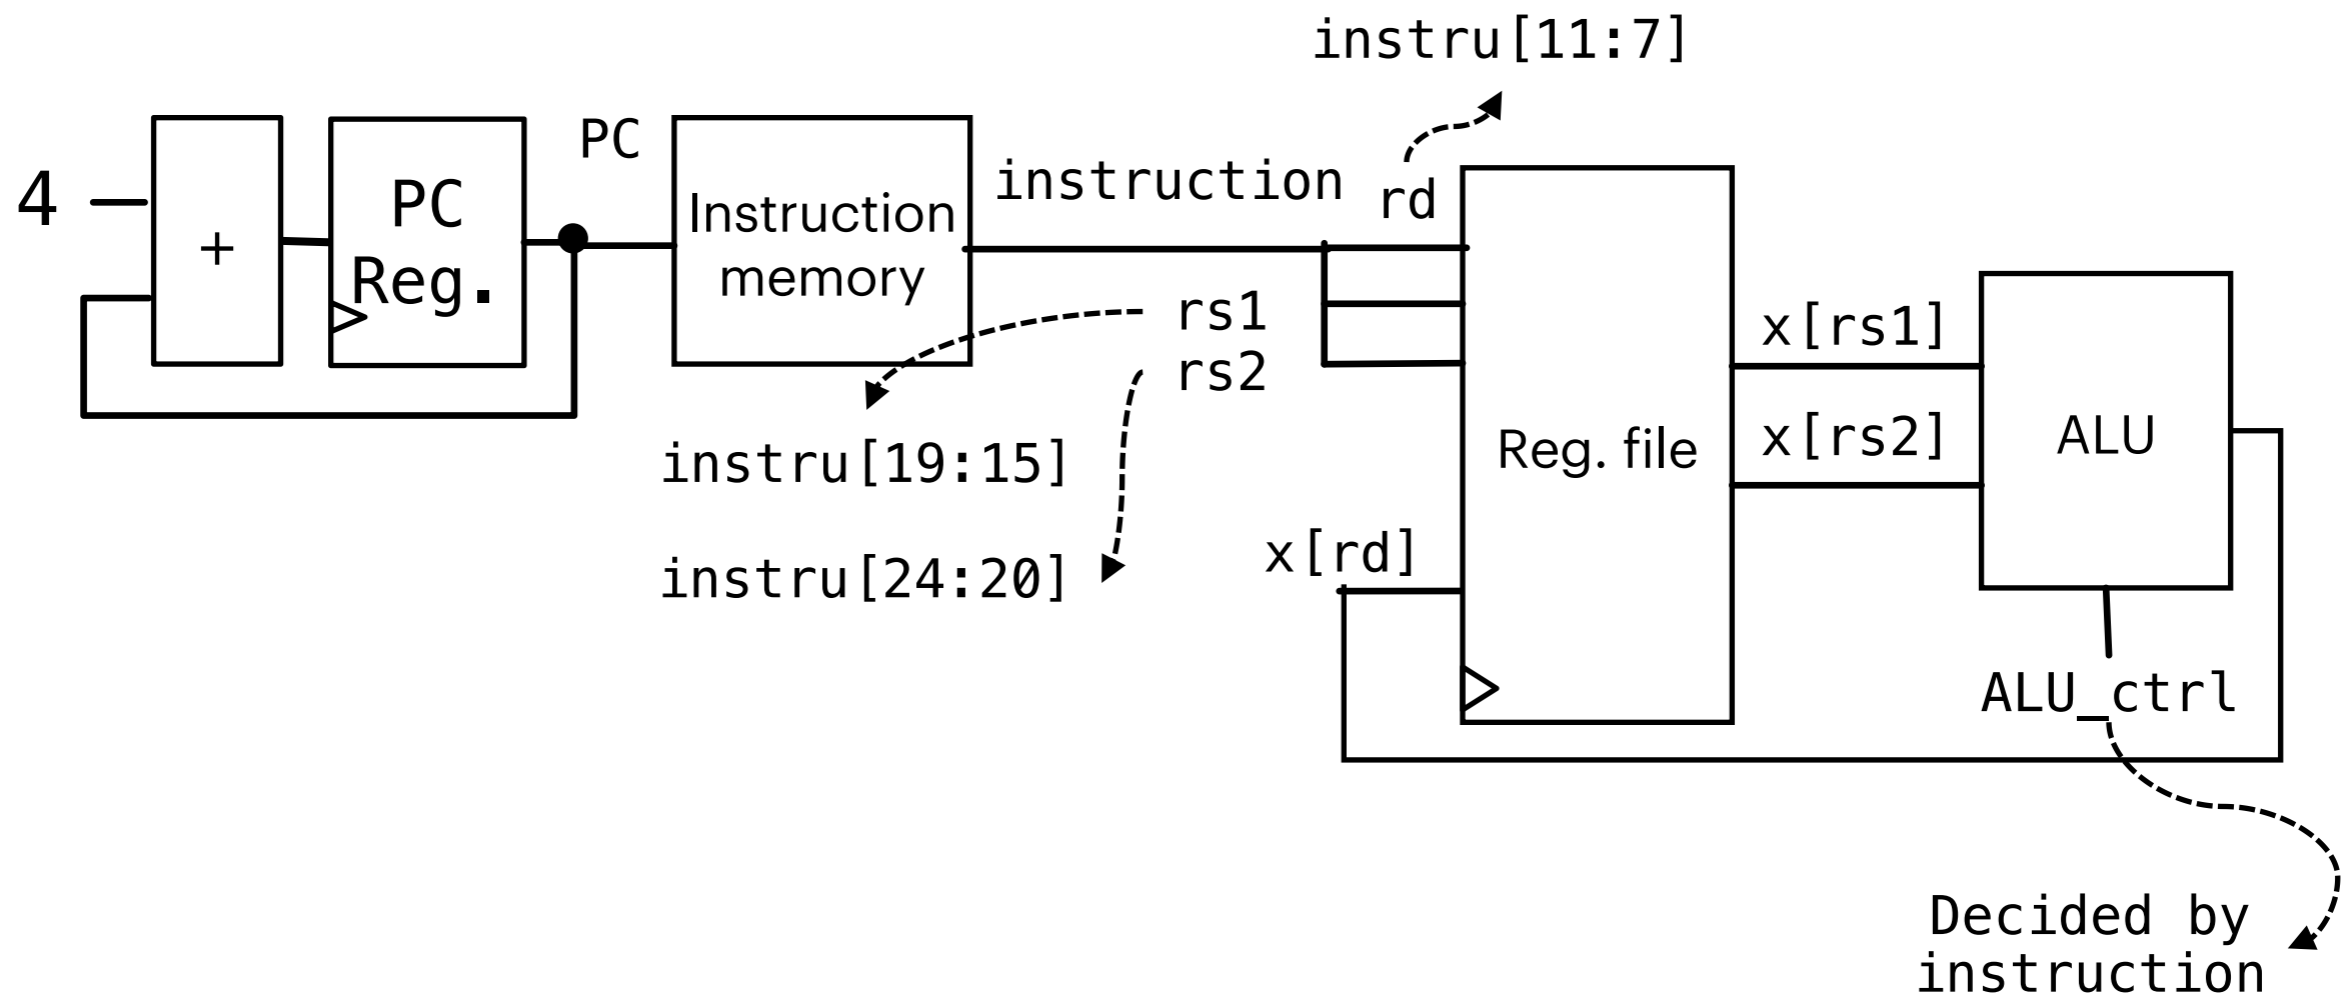 instru[11:7]
4
+
PC
Reg.
PC
Instruction
memory
instruction
rd
rs1
rs2
instru[19:15]
instru[24:20]
x[rd]
Reg. file
x[rs1]
x[rs2]
ALU
ALU_ctrl
Decided by
instruction